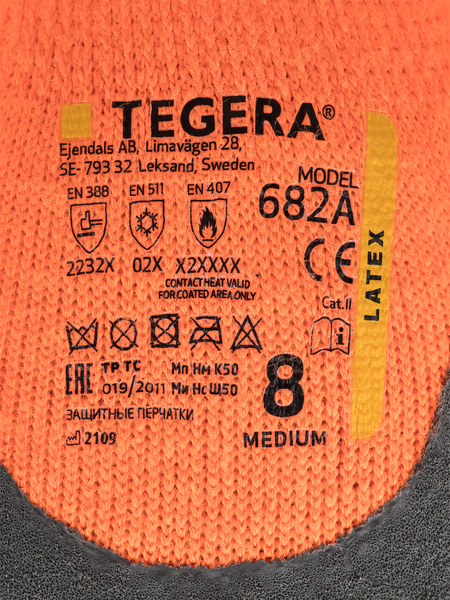 TEGERA®
Ejendals AB, Limavägen 28,
SE- 793 32 Leksand, Sweden
MODEL
682A
EN 388 EN 511 EN 407
2232X 02X X2XXXX
CONTACT HEAT VALID
FOR COATED AREA ONLY
CE
Cat.II
LATEX
EAC ТР ТС Мп Нм К50
019/2011 Ми Нс Щ50
ЗАЩИТНЫЕ ПЕРЧАТКИ
2109
8
MEDIUM